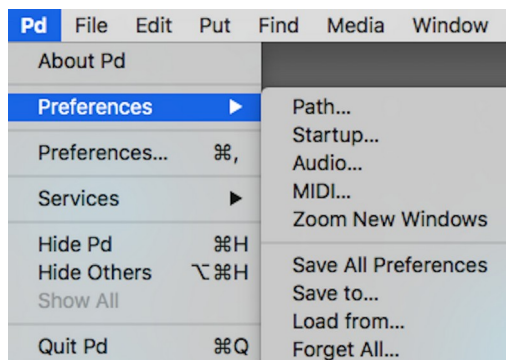 Pd File Edit Put Find Media Window
About Pd
Preferences ▶
Preferences... ⌘,
Services ▶
Hide Pd ⌘H
Hide Others ⌥⌘H
Show All
Quit Pd ⌘Q
Path...
Startup...
Audio...
MIDI...
Zoom New Windows
Save All Preferences
Save to...
Load from...
Forget All...